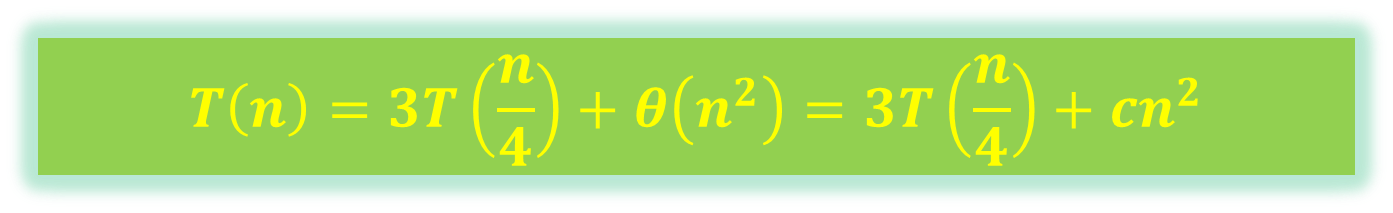 T(n) = 3T(n/4) + θ(n²) = 3T(n/4) + cn²